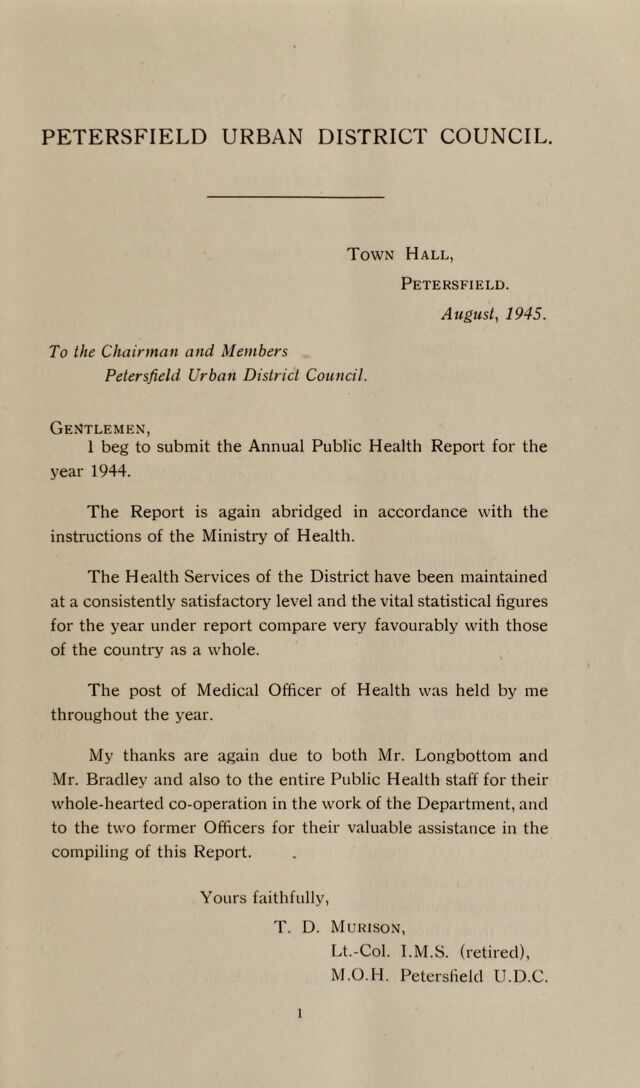 PETERSFIELD URBAN DISTRICT COUNCIL.
Town Hall,
Petersfield.
August, 1945.
To the Chairman and Members
Petersfield Urban District Council.
Gentlemen,
I beg to submit the Annual Public Health Report for the
year 1944.
The Report is again abridged in accordance with the
instructions of the Ministry of Health.
The Health Services of the District have been maintained
at a consistently satisfactory level and the vital statistical figures
for the year under report compare very favourably with those
of the country as a whole.
The post of Medical Officer of Health was held by me
throughout the year.
My thanks are again due to both Mr. Longbottom and
Mr. Bradley and also to the entire Public Health staff for their
whole-hearted co-operation in the work of the Department, and
to the two former Officers for their valuable assistance in the
compiling of this Report.
Yours faithfully,
T. D. Murison,
Lt.-Col. I.M.S. (retired),
M.O.H. Petersfield U.D.C.
1